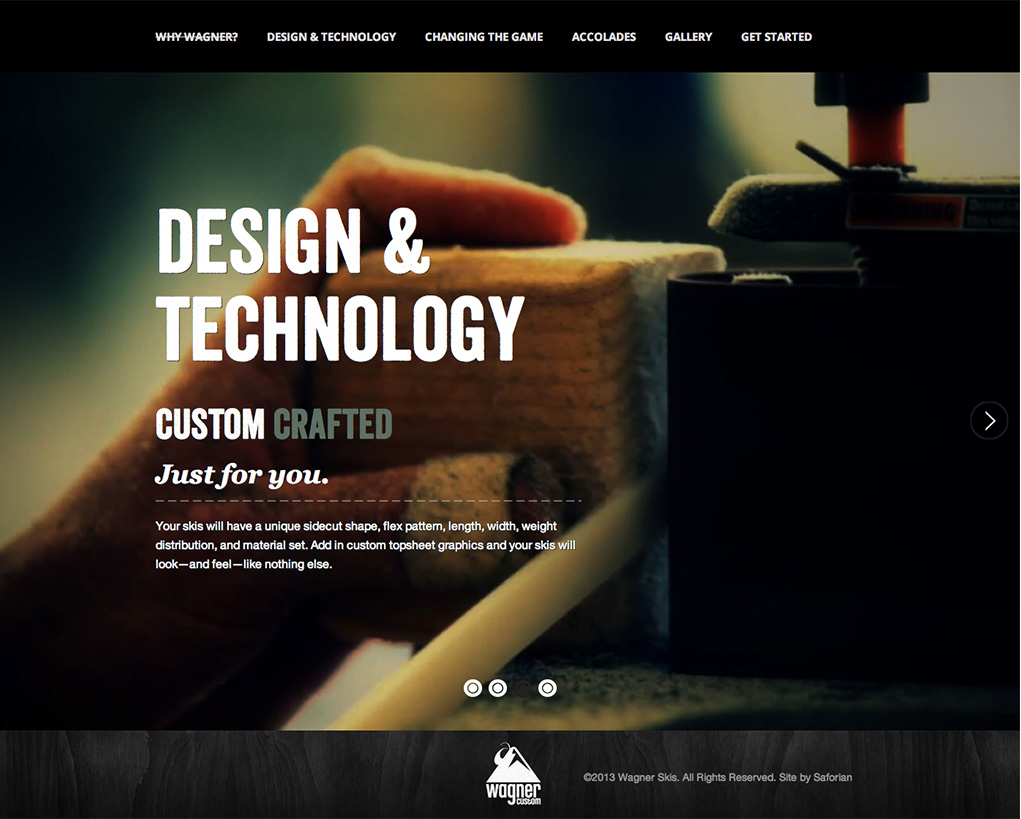 WHY WAGNER?
DESIGN & TECHNOLOGY
CHANGING THE GAME
ACCOLADES
GALLERY
GET STARTED
DESIGN &
TECHNOLOGY
CUSTOM CRAFTED
Just for you.
Your skis will have a unique sidecut shape, flex pattern, length, width, weight
distribution, and material set. Add in custom topsheet graphics and your skis will
look—and feel—like nothing else.
wagner
custom
©2013 Wagner Skis. All Rights Reserved. Site by Saforian